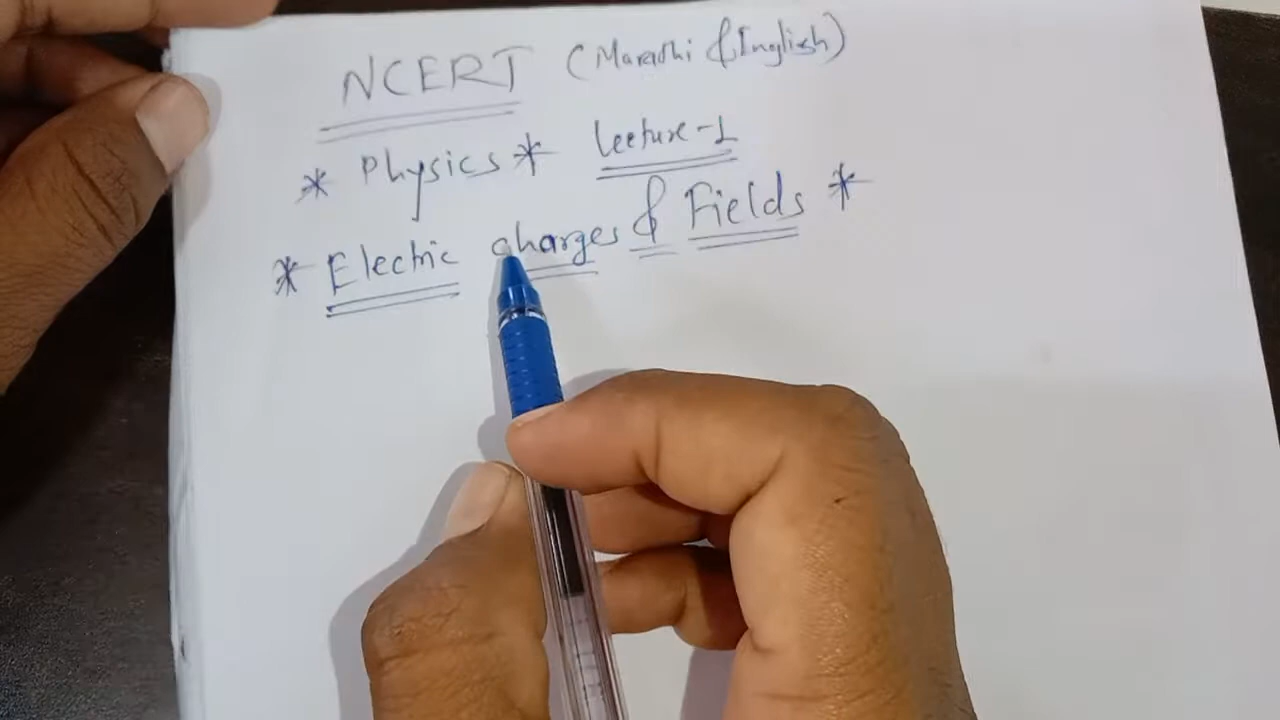 NCERT (Marathi & English)
* Physics * Lecture-1
* Electric charges & Fields *